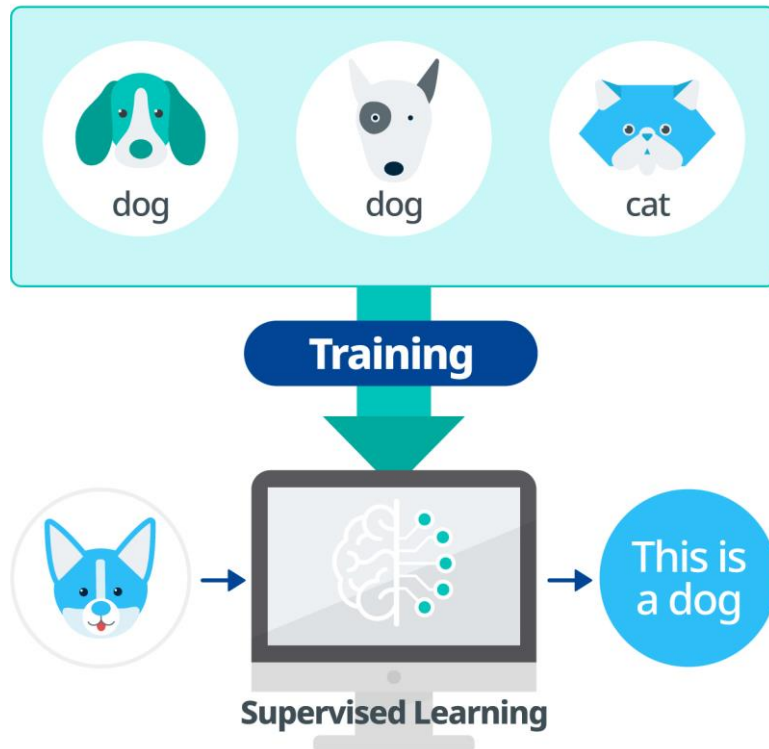 dog
dog
cat
Training
This is
a dog
Supervised Learning